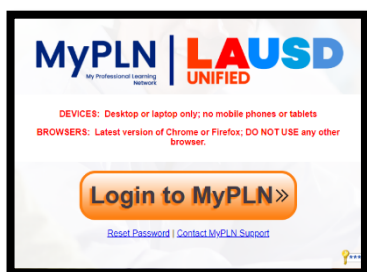 MyPLN
My Professional Learning
Network
LAUSD
UNIFIED
DEVICES: Desktop or laptop only; no mobile phones or tablets
BROWSERS: Latest version of Chrome or Firefox; DO NOT USE any other
browser.
Login to MyPLN»
Reset Password | Contact MyPLN Support